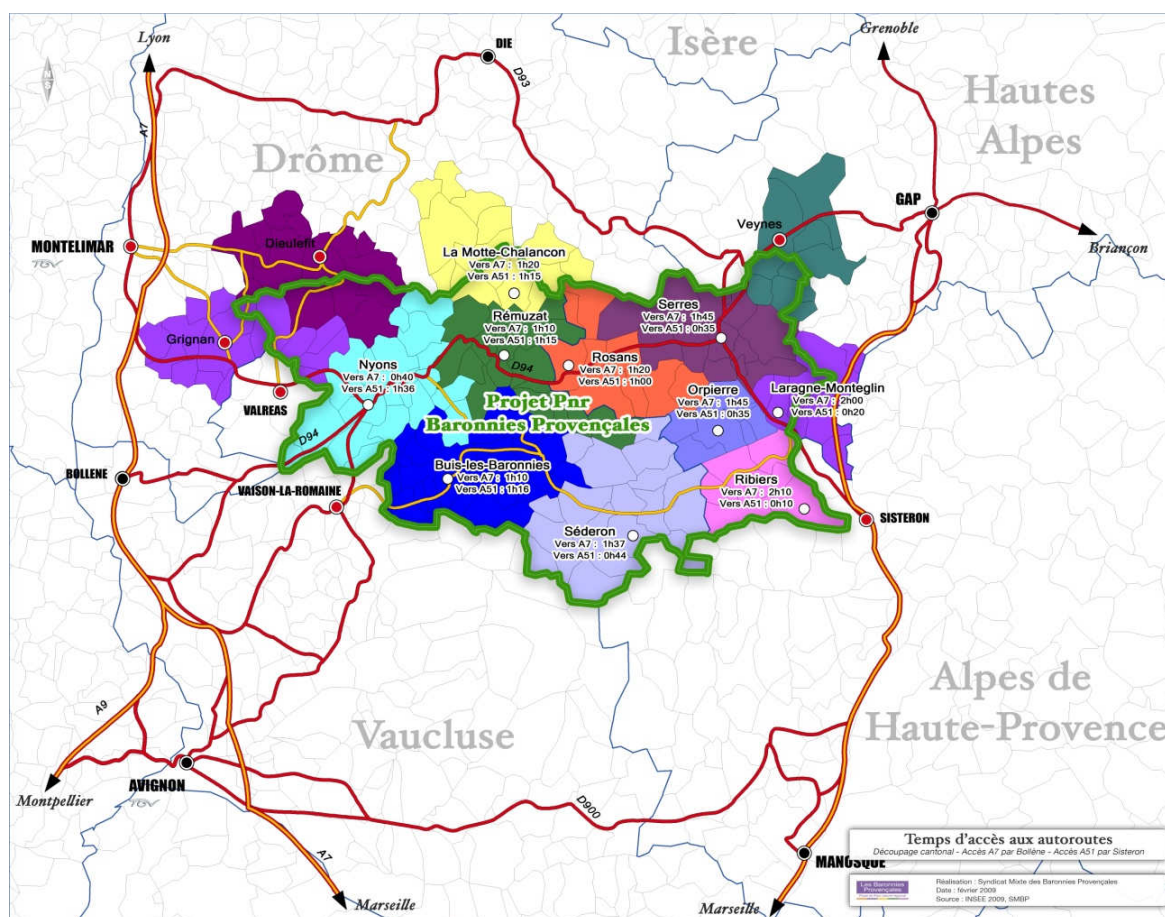 Lyon
DIE
Isère
Grenoble
D93
A7
Hautes
Alpes
Drôme
GAP
Veynes
MONTELIMAR
TGV
Dieulefit
Briançon
La Motte-Chalancon
Vers A7 : 1h20
Vers A51 : 1h15
Serres
Vers A7 : 1h45
Vers A51 : 0h35
Rémuzat
Vers A7 : 1h10
Vers A51 : 1h15
Grignan
Nyons
Vers A7 : 0h40
Vers A51 : 1h36
D94
Rosans
Vers A7 : 1h20
Vers A51 : 1h00
Orpierre
Vers A7 : 1h45
Vers A51 : 0h35
Laragne-Monteglin
Vers A7 : 2h00
Vers A51 : 0h20
VALREAS
Projet Pnr
Baronnies Provençales
D94
BOLLENE
Buis-les-Baronnies
Vers A7 : 1h10
Vers A51 : 1h16
Ribiers
Vers A7 : 2h10
Vers A51 : 0h10
VAISON-LA-ROMAINE
SISTERON
Séderon
Vers A7 : 1h37
Vers A51 : 0h44
Alpes de
Haute-Provence
A9
Vaucluse
AVIGNON
TGV
Montpellier
D900
A7
Marseille
MANOSQUE
Marseille
Temps d'accès aux autoroutes
Découpage cantonal - Accès A7 par Bollène - Accès A51 par Sisteron
Les Baronnies
Provençales
Réalisation : Syndicat Mixte des Baronnies Provençales
Date : février 2009
Source : INSEE 2009, SMBP